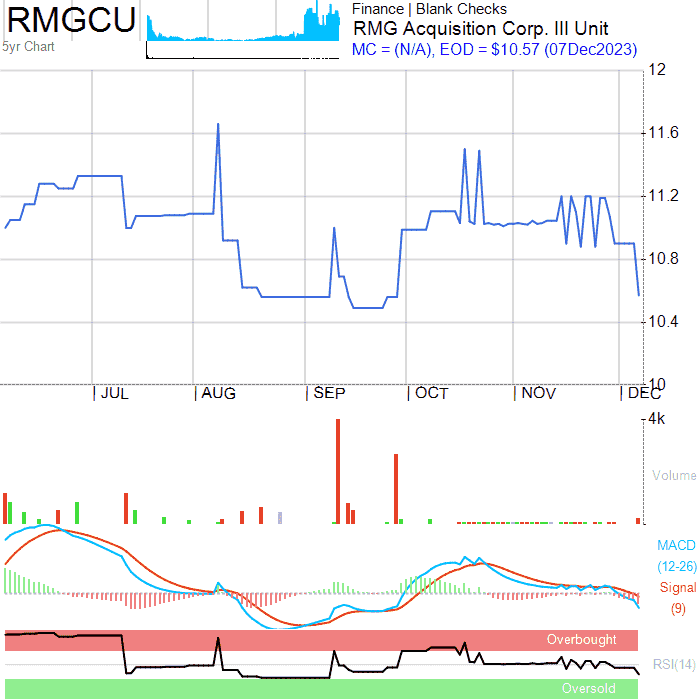 RMGCU
5yr Chart
Finance | Blank Checks
RMG Acquisition Corp. III Unit
MC = (N/A), EOD = $10.57 (07Dec2023)
12
11.6
11.2
10.8
10.4
10
JUL
AUG
SEP
OCT
NOV
DEC
4k
Volume
MACD
(12-26)
Signal
(9)
Overbought
RSI(14)
Oversold